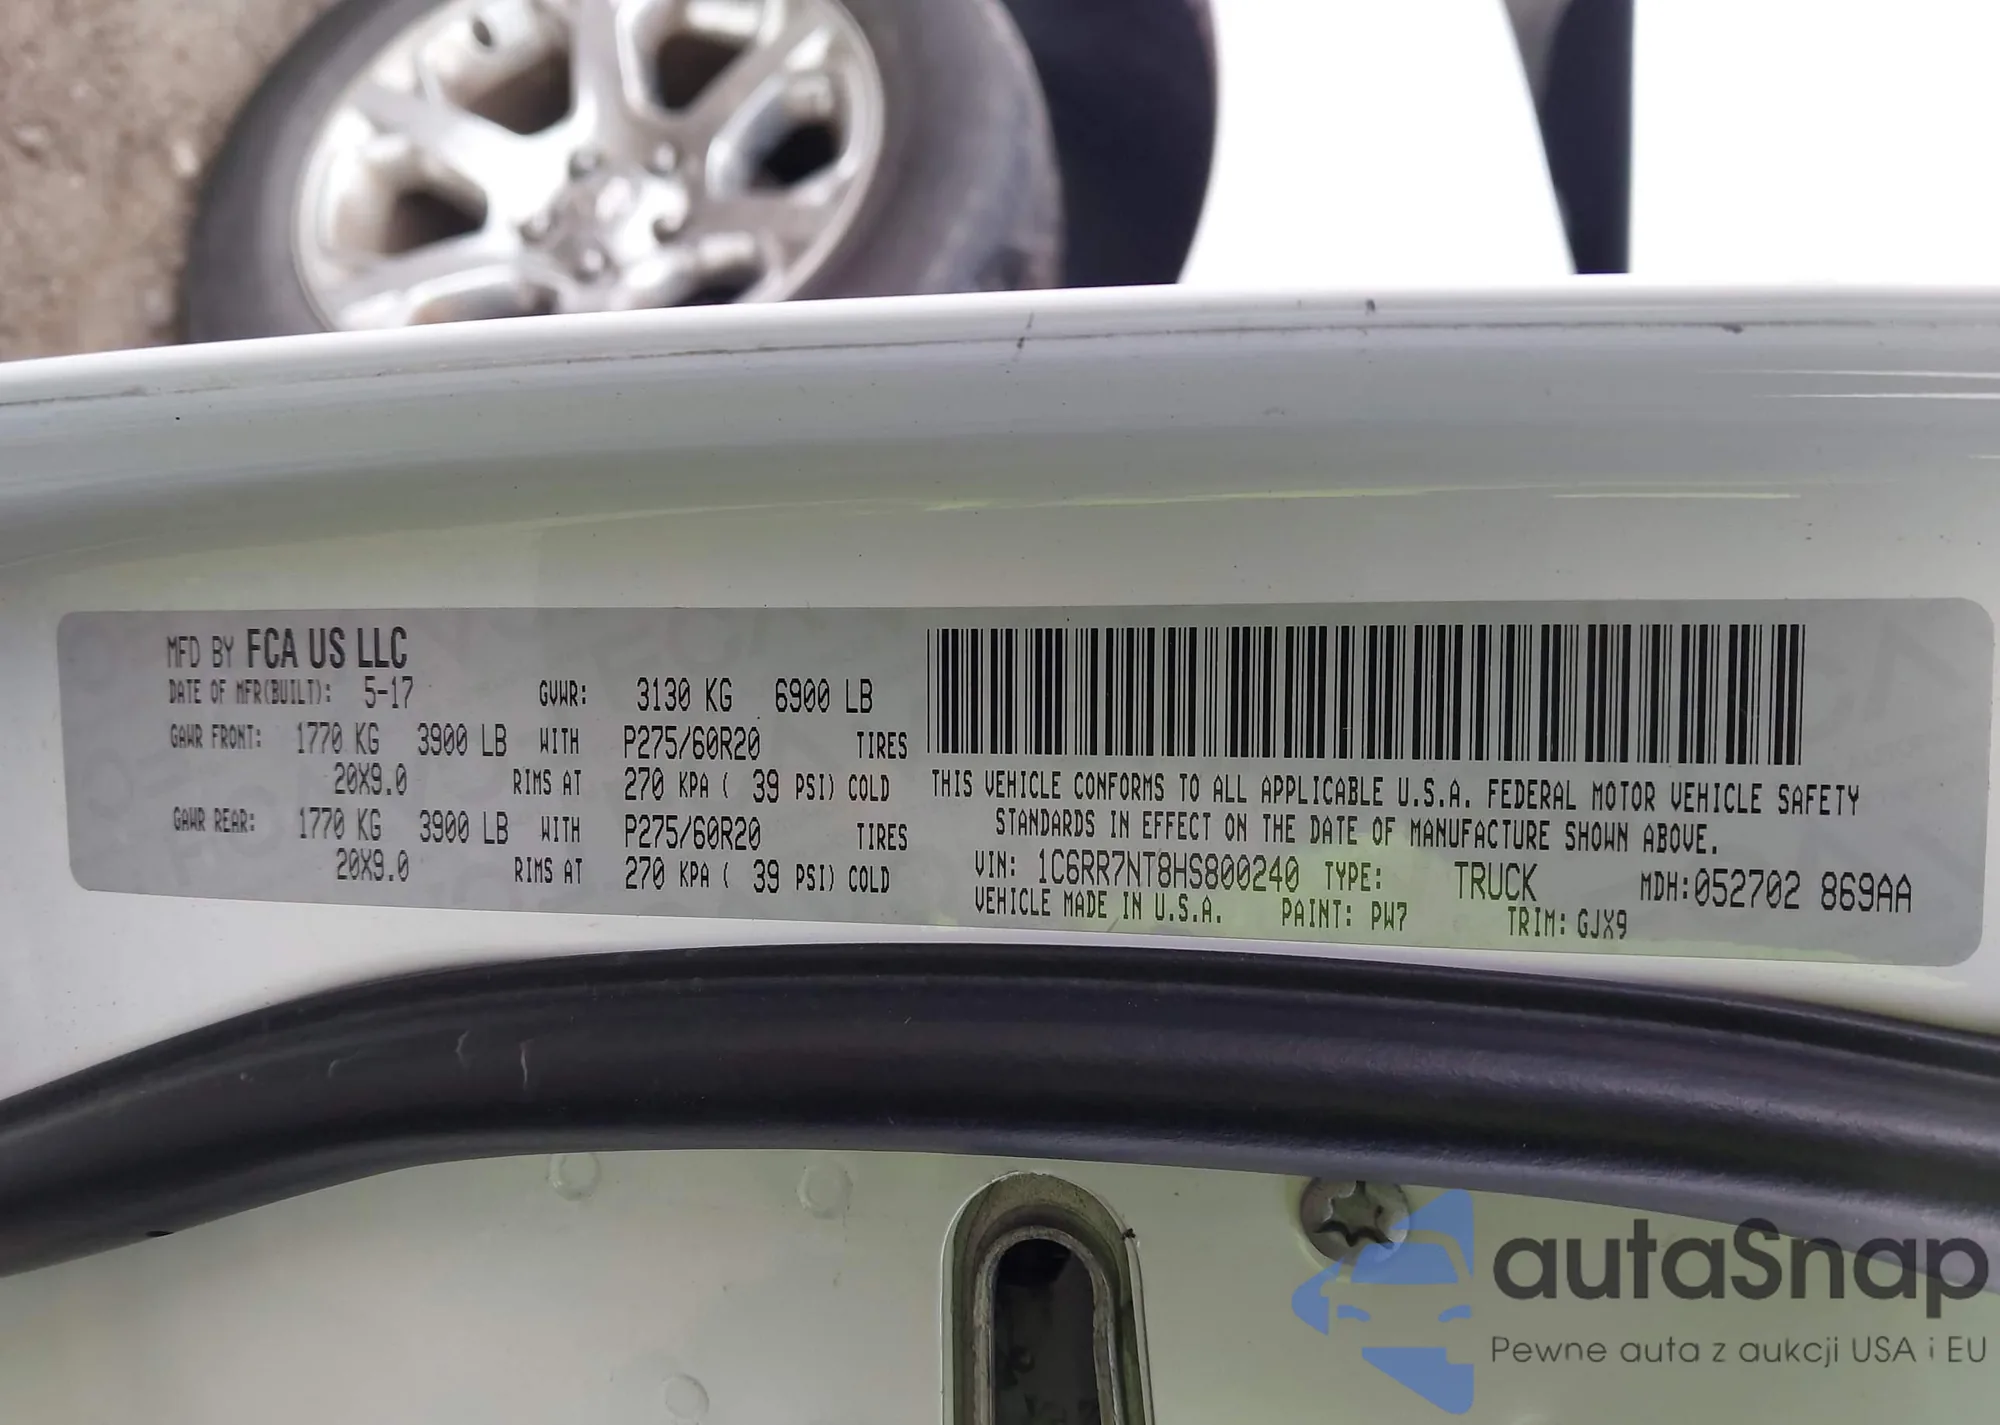 MFD BY FCA US LLC
DATE OF MFR(BUILT): 5-17 GVWR: 3130 KG 6900 LB
GAWR FRONT: 1770 KG 3900 LB WITH P275/60R20 TIRES
20X9.0 RIMS AT 270 KPA ( 39 PSI) COLD
GAWR REAR: 1770 KG 3900 LB WITH P275/60R20 TIRES
20X9.0 RIMS AT 270 KPA ( 39 PSI) COLD
THIS VEHICLE CONFORMS TO ALL APPLICABLE U.S.A. FEDERAL MOTOR VEHICLE SAFETY
STANDARDS IN EFFECT ON THE DATE OF MANUFACTURE SHOWN ABOVE.
VIN: 1C6RR7NT8HS800240 TYPE: TRUCK MDH:052702 869AA
VEHICLE MADE IN U.S.A. PAINT: PW7 TRIM: GJX9
autaSnap
Pewne auta z aukcji USA i EU